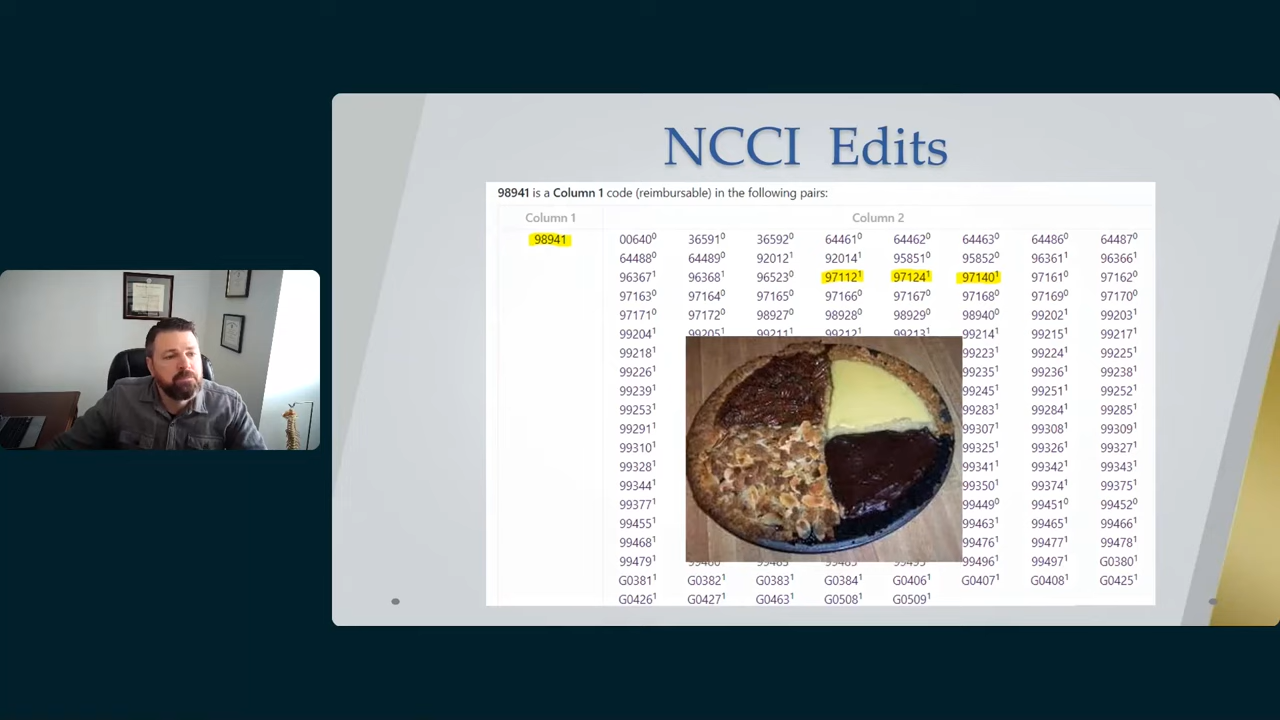 NCCI Edits
98941 is a Column 1 code (reimbursable) in the following pairs:
Column 1 Column 2
98941 00640⁰ 36591⁰ 36592⁰ 64461⁰ 64462⁰ 64463⁰ 64486⁰ 64487⁰
64488⁰ 64489⁰ 92012¹ 92014¹ 95851⁰ 95852⁰ 96361¹ 96366¹
96367¹ 96368¹ 96523⁰ 97112¹ 97124¹ 97140¹ 97161⁰ 97162⁰
97163⁰ 97164⁰ 97165⁰ 97166⁰ 97167⁰ 97168⁰ 97169⁰ 97170⁰
97171⁰ 97172⁰ 98927⁰ 98928⁰ 98929⁰ 98940⁰ 99202¹ 99203¹
99204¹ 99205¹ 99211¹ 99212¹ 99213¹ 99214¹ 99215¹ 99217¹
99218¹ 99223¹ 99224¹ 99225¹
99226¹ 99235¹ 99236¹ 99238¹
99239¹ 99245¹ 99251¹ 99252¹
99253¹ 99283¹ 99284¹ 99285¹
99291¹ 99307¹ 99308¹ 99309¹
99310¹ 99325¹ 99326¹ 99327¹
99328¹ 99341¹ 99342¹ 99343¹
99344¹ 99350¹ 99374¹ 99375¹
99377¹ 99449⁰ 99451⁰ 99452⁰
99455¹ 99463¹ 99465¹ 99466¹
99468¹ 99476¹ 99477¹ 99478¹
99479¹ 99496¹ 99497¹ G0380¹
G0381¹ G0382¹ G0383¹ G0384¹ G0406¹ G0407¹ G0408¹ G0425¹
G0426¹ G0427¹ G0463¹ G0508¹ G0509¹